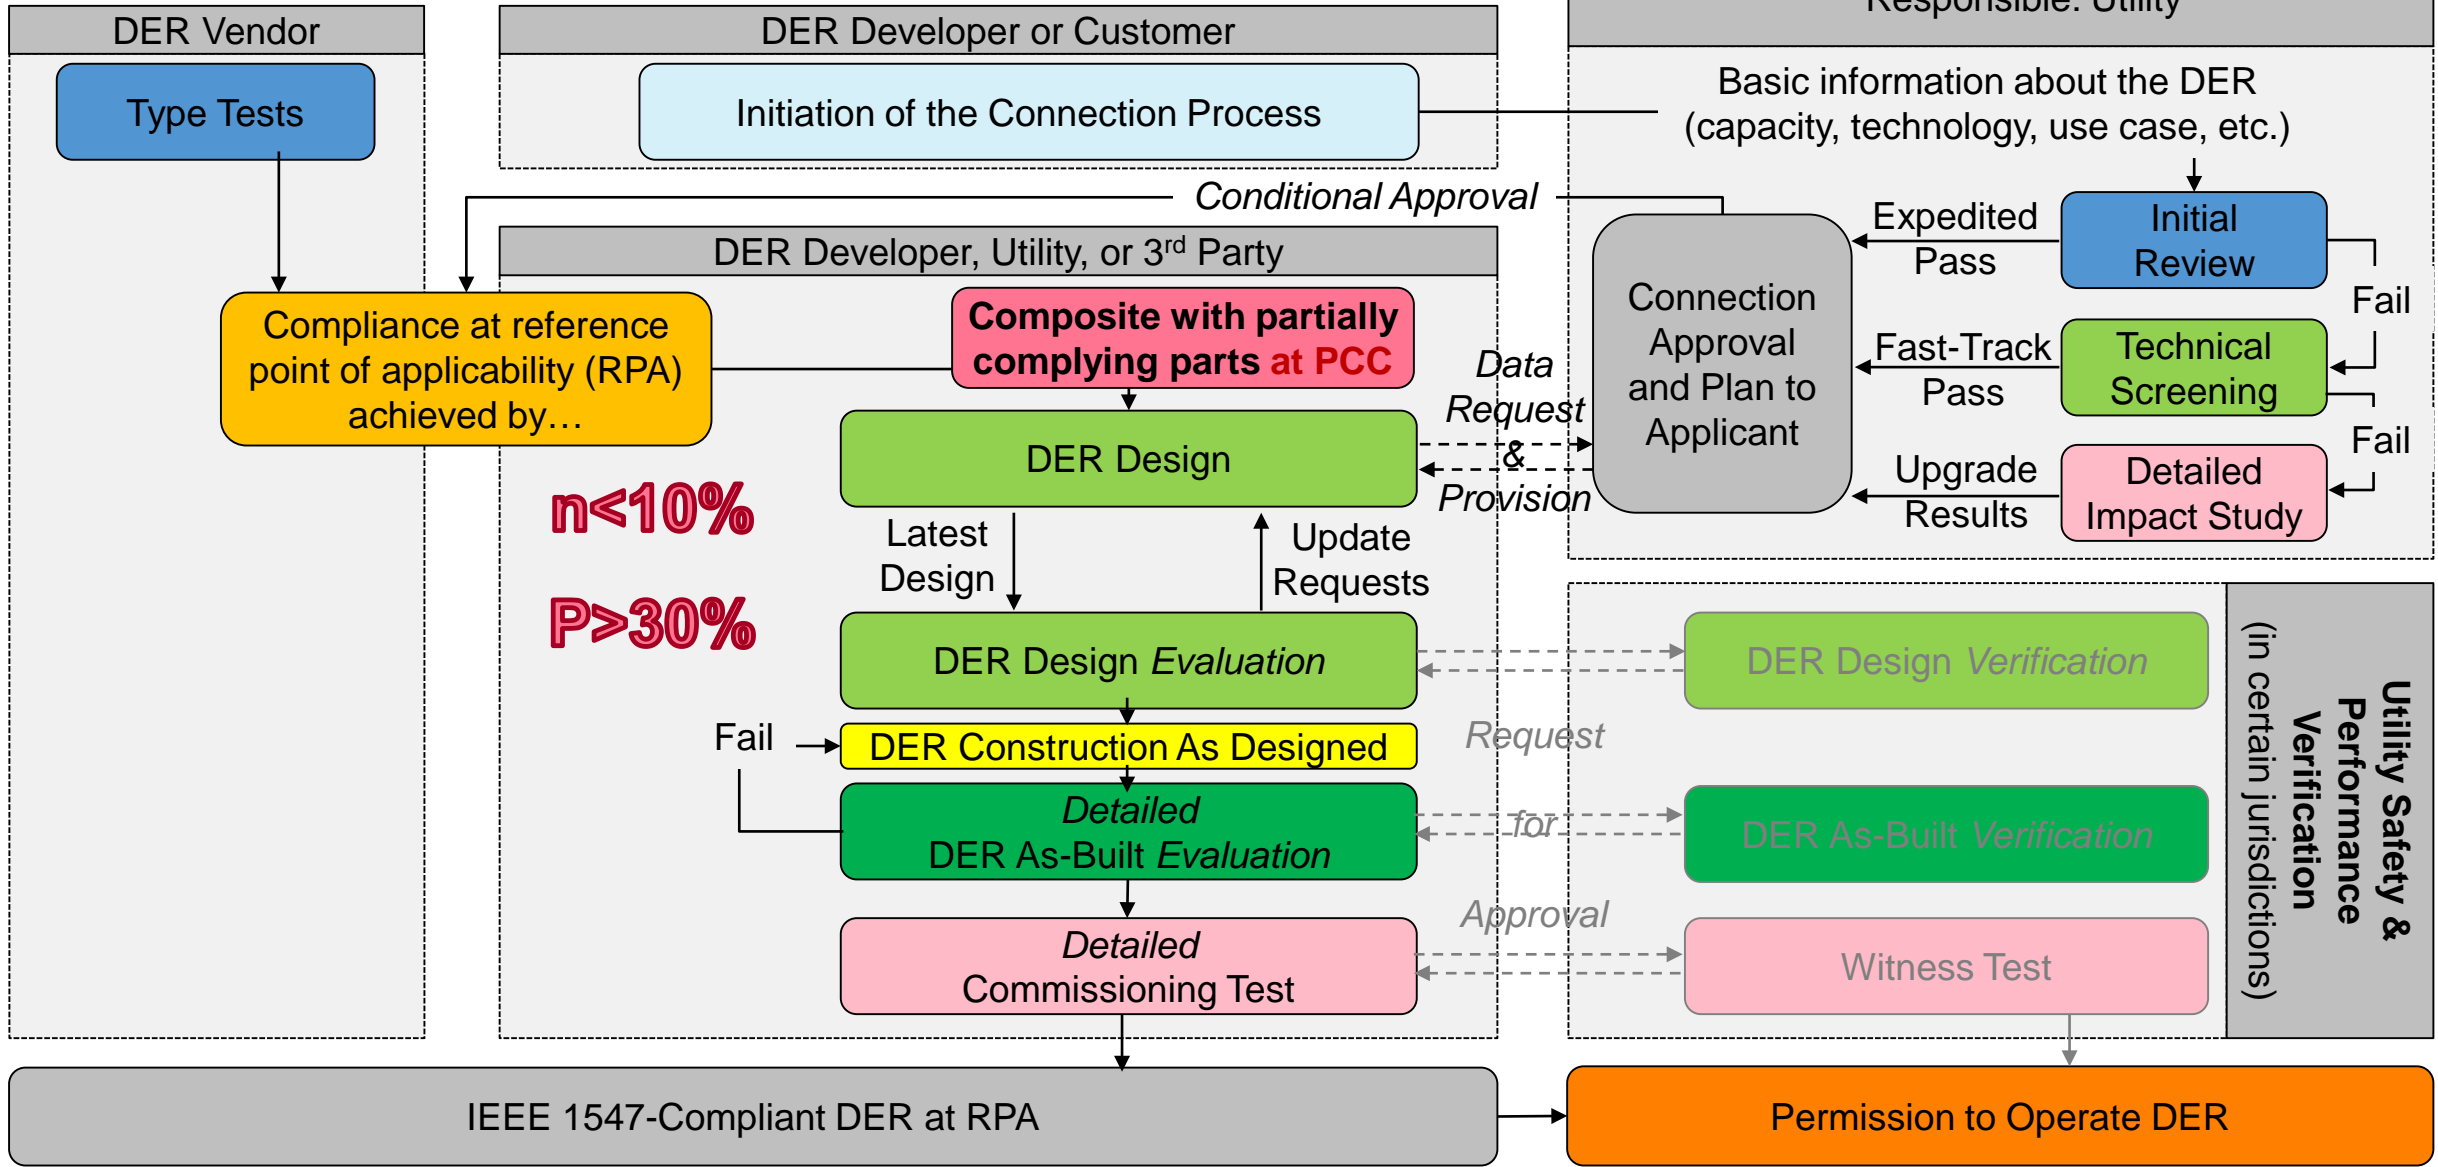 DER Vendor
Type Tests
DER Developer or Customer
Initiation of the Connection Process
Responsible: Utility
Basic information about the DER
(capacity, technology, use case, etc.)
Conditional Approval
Expedited
Pass
Initial
Review
Fail
Fast-Track
Pass
Technical
Screening
Fail
Upgrade
Results
Detailed
Impact Study
Connection
Approval
and Plan to
Applicant
DER Developer, Utility, or 3rd Party
Compliance at reference
point of applicability (RPA)
achieved by…
Composite with partially
complying parts at PCC
Data
Request
&
Provision
DER Design
n<10%
P>30%
Latest
Design
Update
Requests
DER Design Evaluation
DER Design Verification
Fail
DER Construction As Designed
Request
for
Approval
Detailed
DER As-Built Evaluation
DER As-Built Verification
Detailed
Commissioning Test
Witness Test
Utility Safety &
Performance
Verification
(in certain jurisdictions)
IEEE 1547-Compliant DER at RPA
Permission to Operate DER